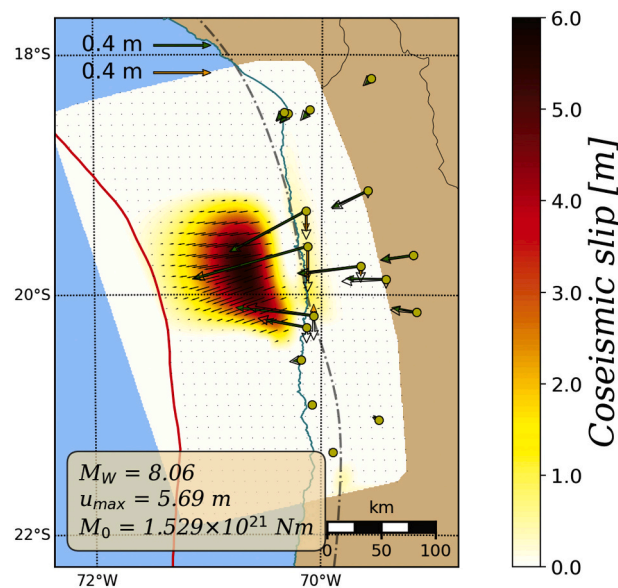 18°S
0.4 m
0.4 m
20°S
22°S
M_W = 8.06
u_max = 5.69 m
M_0 = 1.529×10^21 Nm
km
0 50 100
72°W
70°W
6.0
5.0
4.0
3.0
2.0
1.0
0.0
Coseismic slip [m]